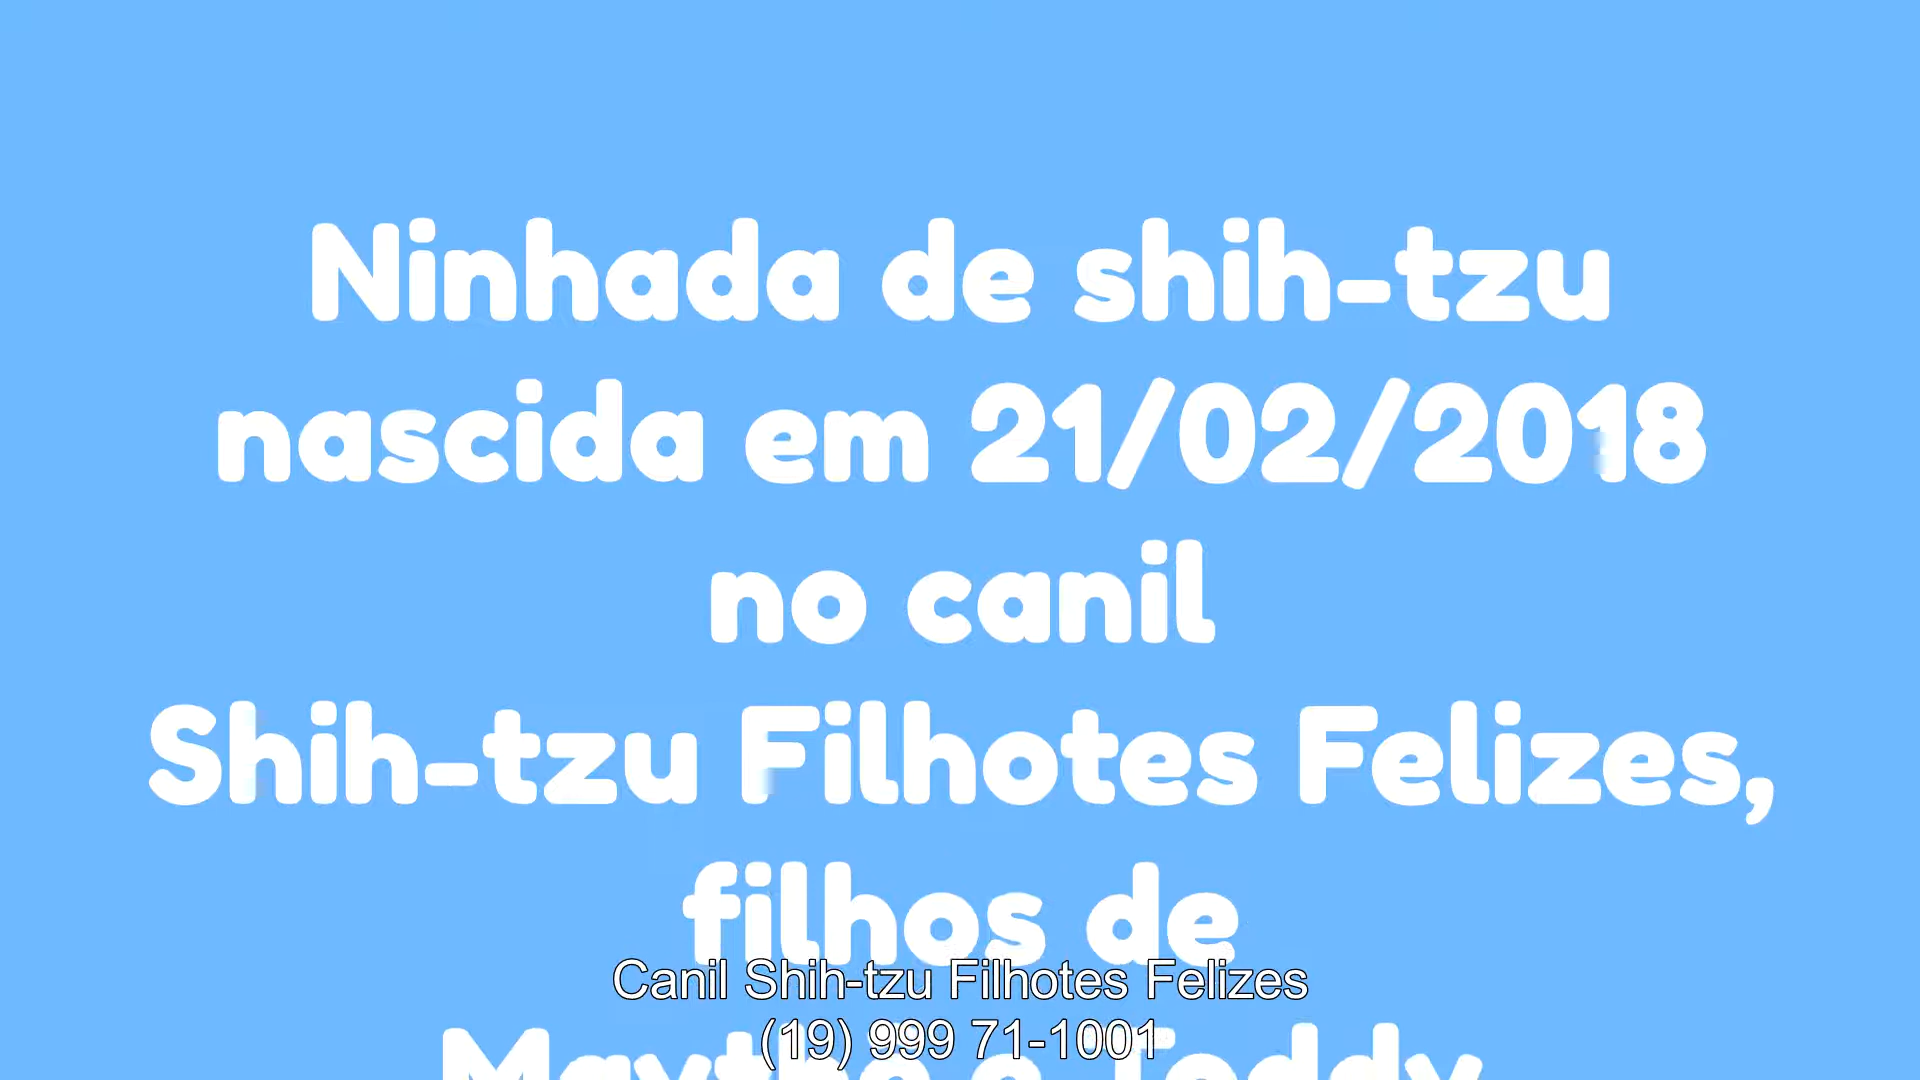 Ninhada de shih-tzu
nascida em 21/02/2018
no canil
Shih-tzu Filhotes Felizes,
filhos de
Canil Shih-tzu Filhotes Felizes
(19) 999 71-1001
e Teddy